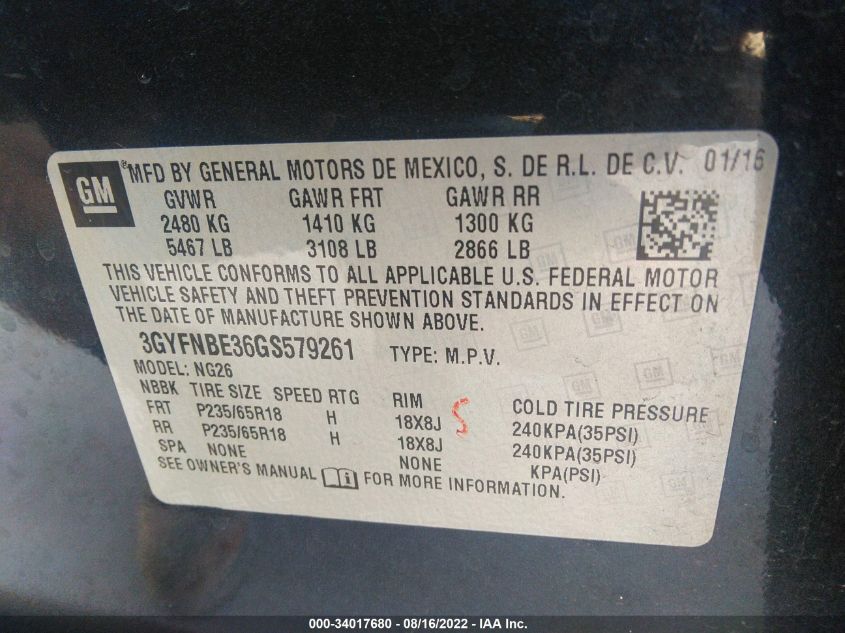 GM
®MFD BY GENERAL MOTORS DE MEXICO, S. DE R.L. DE C.V. 01/16
GVWR GAWR FRT GAWR RR
2480 KG 1410 KG 1300 KG
5467 LB 3108 LB 2866 LB
THIS VEHICLE CONFORMS TO ALL APPLICABLE U.S. FEDERAL MOTOR
VEHICLE SAFETY AND THEFT PREVENTION STANDARDS IN EFFECT ON
THE DATE OF MANUFACTURE SHOWN ABOVE.
3GYFNBE36GS579261 TYPE: M.P.V.
MODEL: NG26
NBBK TIRE SIZE SPEED RTG RIM COLD TIRE PRESSURE
FRT P235/65R18 H 18X8J S 240KPA(35PSI)
RR P235/65R18 H 18X8J 240KPA(35PSI)
SPA NONE NONE KPA(PSI)
SEE OWNER'S MANUAL FOR MORE INFORMATION.
000-34017680 - 08/16/2022 - IAA Inc.